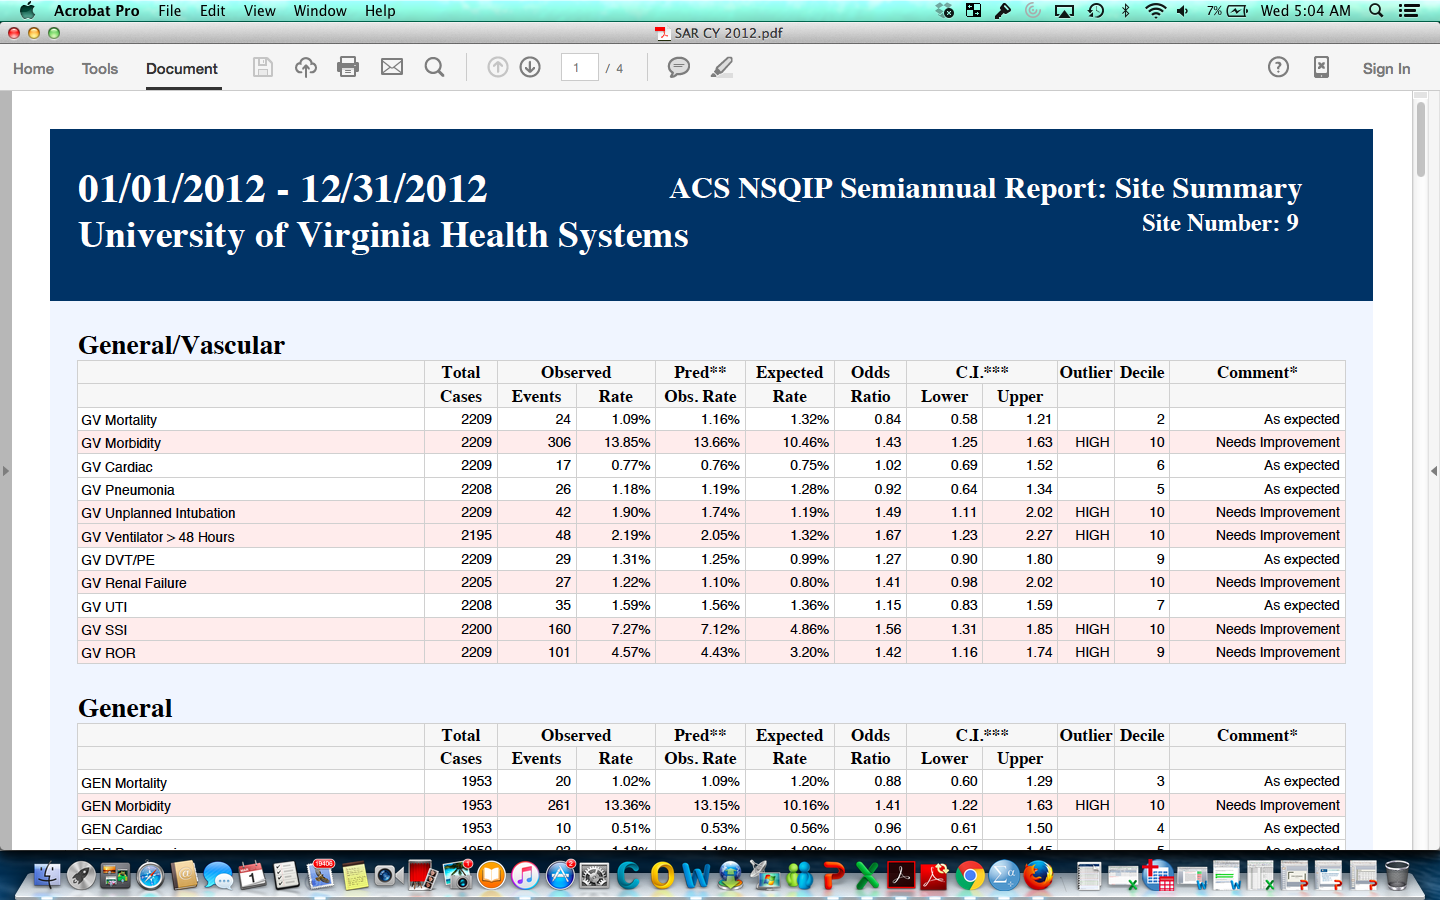 Acrobat Pro File Edit View Window Help 7% Wed 5:04 AM
SAR CY 2012.pdf
Home Tools Document 1 / 4 Sign In
01/01/2012 - 12/31/2012 ACS NSQIP Semiannual Report: Site Summary
University of Virginia Health Systems Site Number: 9
General/Vascular
Total Observed Pred** Expected Odds C.I.*** Outlier Decile Comment*
Cases Events Rate Obs. Rate Rate Ratio Lower Upper
GV Mortality 2209 24 1.09% 1.16% 1.32% 0.84 0.58 1.21 2 As expected
GV Morbidity 2209 306 13.85% 13.66% 10.46% 1.43 1.25 1.63 HIGH 10 Needs Improvement
GV Cardiac 2209 17 0.77% 0.76% 0.75% 1.02 0.69 1.52 6 As expected
GV Pneumonia 2208 26 1.18% 1.19% 1.28% 0.92 0.64 1.34 5 As expected
GV Unplanned Intubation 2209 42 1.90% 1.74% 1.19% 1.49 1.11 2.02 HIGH 10 Needs Improvement
GV Ventilator > 48 Hours 2195 48 2.19% 2.05% 1.32% 1.67 1.23 2.27 HIGH 10 Needs Improvement
GV DVT/PE 2209 29 1.31% 1.25% 0.99% 1.27 0.90 1.80 9 As expected
GV Renal Failure 2205 27 1.22% 1.10% 0.80% 1.41 0.98 2.02 10 Needs Improvement
GV UTI 2208 35 1.59% 1.56% 1.36% 1.15 0.83 1.59 7 As expected
GV SSI 2200 160 7.27% 7.12% 4.86% 1.56 1.31 1.85 HIGH 10 Needs Improvement
GV ROR 2209 101 4.57% 4.43% 3.20% 1.42 1.16 1.74 HIGH 9 Needs Improvement
General
Total Observed Pred** Expected Odds C.I.*** Outlier Decile Comment*
Cases Events Rate Obs. Rate Rate Ratio Lower Upper
GEN Mortality 1953 20 1.02% 1.09% 1.20% 0.88 0.60 1.29 3 As expected
GEN Morbidity 1953 261 13.36% 13.15% 10.16% 1.41 1.22 1.63 HIGH 10 Needs Improvement
GEN Cardiac 1953 10 0.51% 0.53% 0.56% 0.96 0.61 1.50 4 As expected